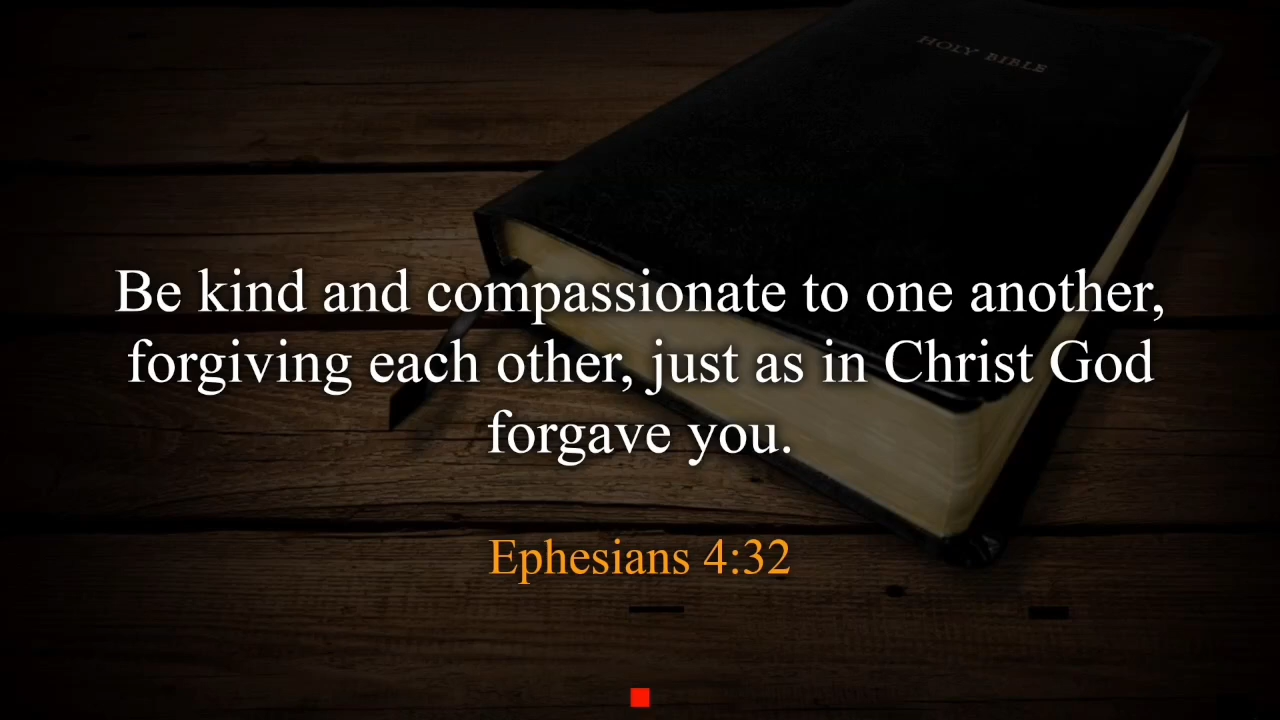 HOLY BIBLE
Be kind and compassionate to one another,
forgiving each other, just as in Christ God
forgave you.
Ephesians 4:32